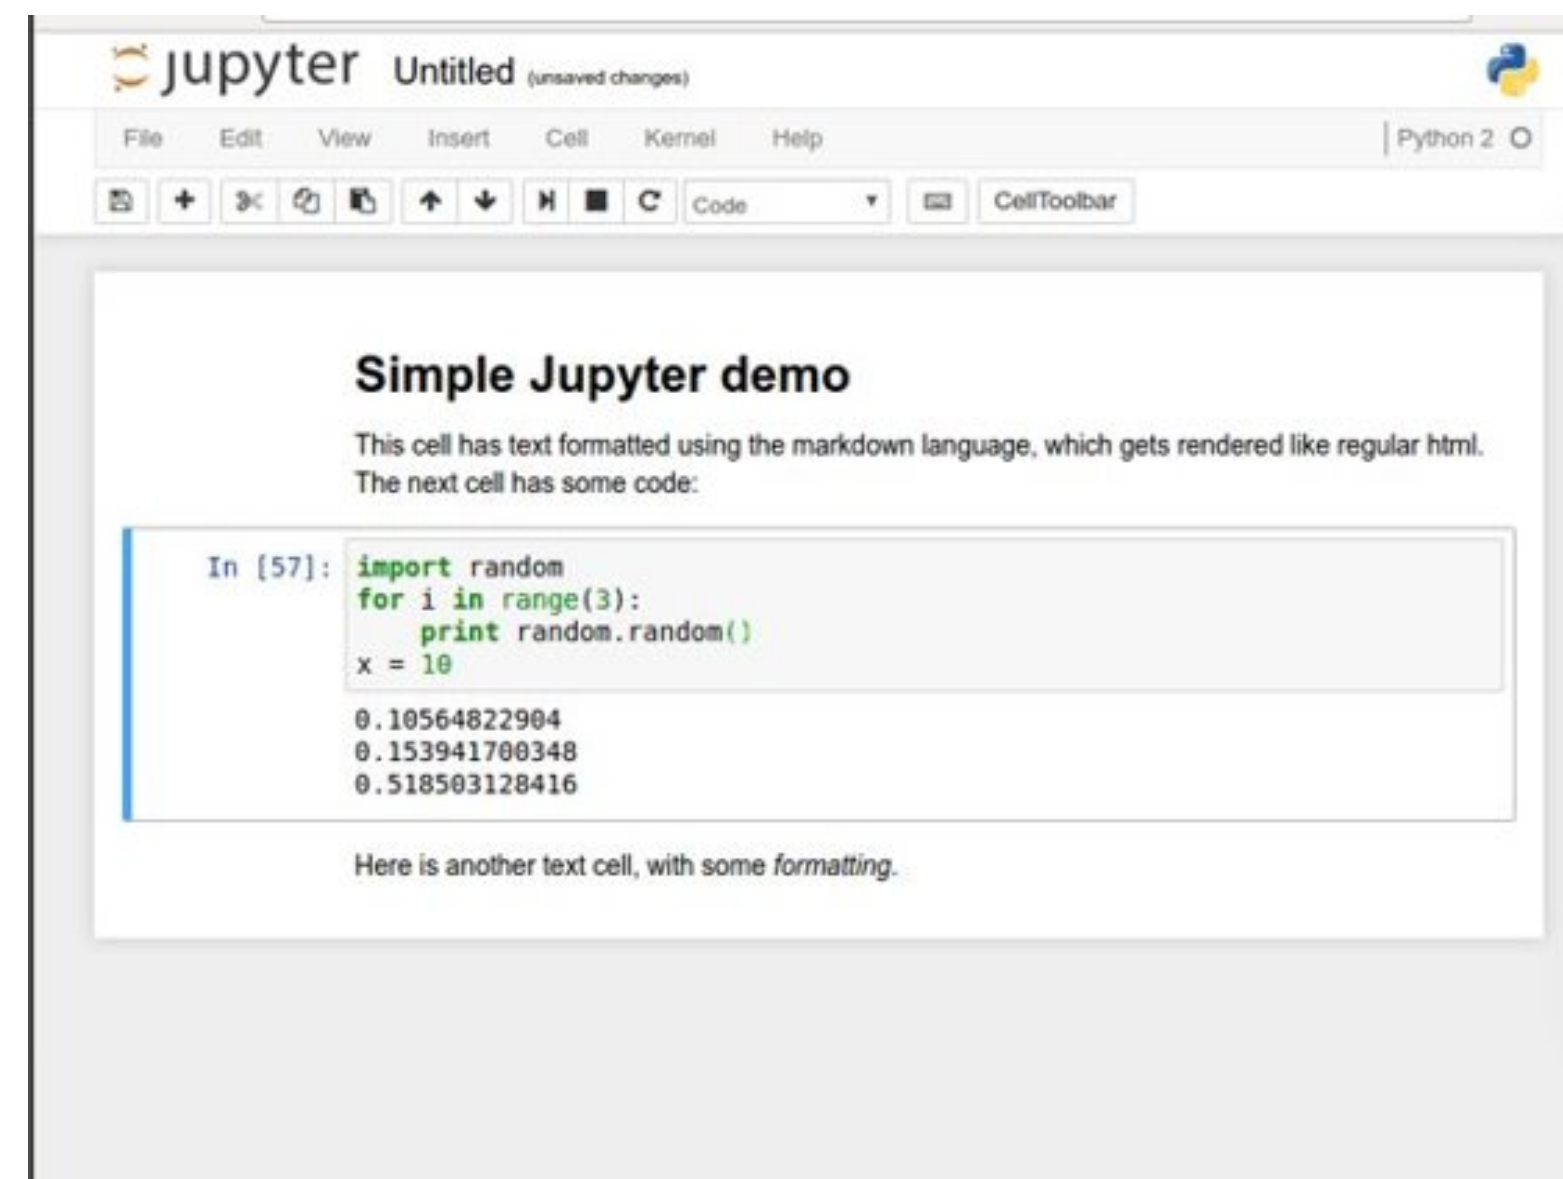 jupyter Untitled (unsaved changes)
File Edit View Insert Cell Kernel Help Python 2
Code CellToolbar
Simple Jupyter demo
This cell has text formatted using the markdown language, which gets rendered like regular html.
The next cell has some code:
In [57]: import random
for i in range(3):
    print random.random()
x = 10
0.10564822904
0.153941700348
0.518503128416
Here is another text cell, with some formatting.